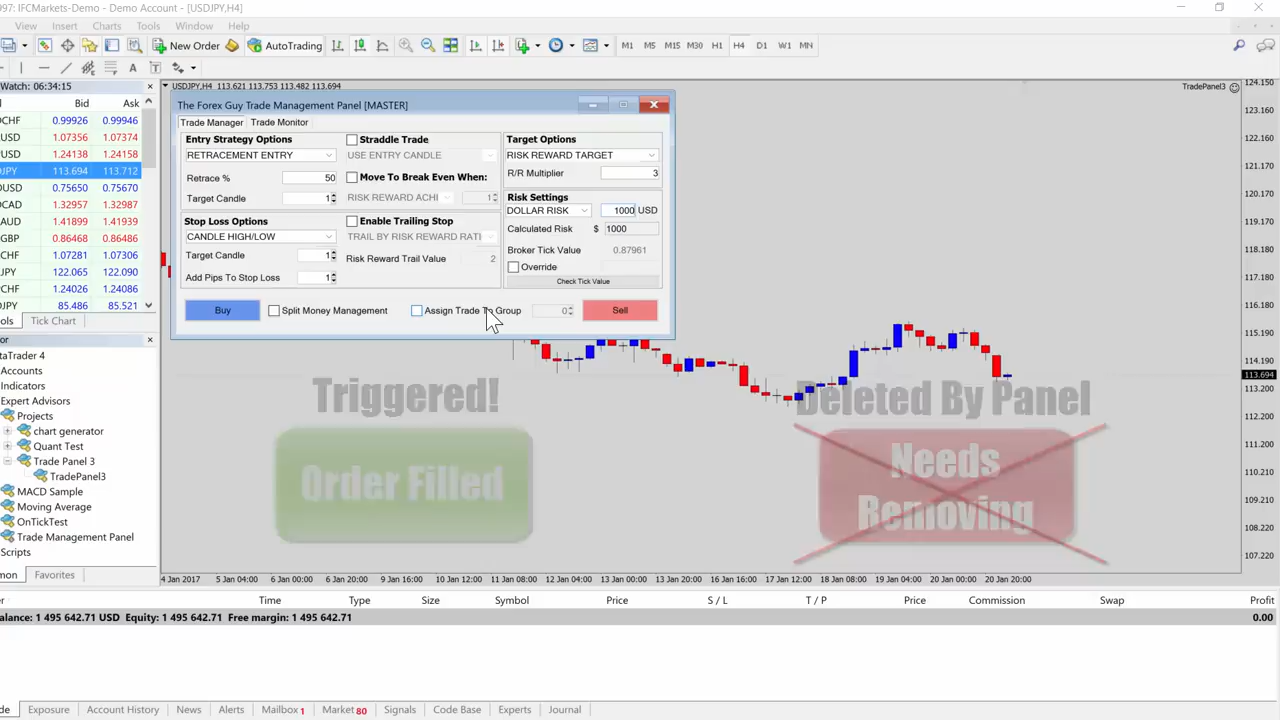 997: IFCMarkets-Demo - Demo Account - [USDJPY,H4]
View Insert Charts Tools Window Help
New Order AutoTrading M1 M5 M15 M30 H1 H4 D1 W1 MN
A T
Watch: 06:34:15
Bid Ask
CHF 0.99926 0.99946
USD 1.07356 1.07374
USD 1.24138 1.24158
JPY 113.694 113.712
USD 0.75650 0.75670
CAD 1.32957 1.32987
AUD 1.41899 1.41939
GBP 0.86468 0.86486
CHF 1.07281 1.07306
JPY 122.065 122.090
CHF 1.24026 1.24086
JPY 85.486 85.521
Tick Chart
USDJPY,H4 113.621 113.753 113.482 113.694
TradePanel3
The Forex Guy Trade Management Panel [MASTER]
Trade Manager Trade Monitor
Entry Strategy Options
RETRACEMENT ENTRY
Retrace % 50
Target Candle 1
Stop Loss Options
CANDLE HIGH/LOW
Target Candle 1
Add Pips To Stop Loss 1
Straddle Trade
USE ENTRY CANDLE
Move To Break Even When:
RISK REWARD ACHI 1
Enable Trailing Stop
TRAIL BY RISK REWARD RATI
Risk Reward Trail Value 2
Target Options
RISK REWARD TARGET
R/R Multiplier 3
Risk Settings
DOLLAR RISK 1000 USD
Calculated Risk $ 1000
Broker Tick Value 0.87961
Override
Check Tick Value
Buy Split Money Management Assign Trade To Group 0 Sell
Triggered!
Order Filled
Deleted By Panel
Needs
Removing
124.150
123.160
122.140
121.170
120.150
119.160
118.170
117.150
116.180
115.190
114.190
113.694
113.200
112.200
111.200
110.210
109.210
108.220
107.220
4 Jan 2017 5 Jan 04:00 6 Jan 00:00 6 Jan 20:00 9 Jan 16:00 10 Jan 12:00 11 Jan 08:00 12 Jan 04:00 13 Jan 00:00 13 Jan 20:00 16 Jan 16:00 17 Jan 12:00 18 Jan 08:00 19 Jan 04:00 20 Jan 00:00 20 Jan 20:00
taTrader 4
Accounts
Indicators
Expert Advisors
Projects
chart generator
Quant Test
Trade Panel 3
TradePanel3
MACD Sample
Moving Average
OnTickTest
Trade Management Panel
Scripts
Favorites
Time Type Size Symbol Price S / L T / P Price Commission Swap Profit
alance: 1 495 642.71 USD Equity: 1 495 642.71 Free margin: 1 495 642.71 0.00
Exposure Account History News Alerts Mailbox 1 Market 80 Signals Code Base Experts Journal